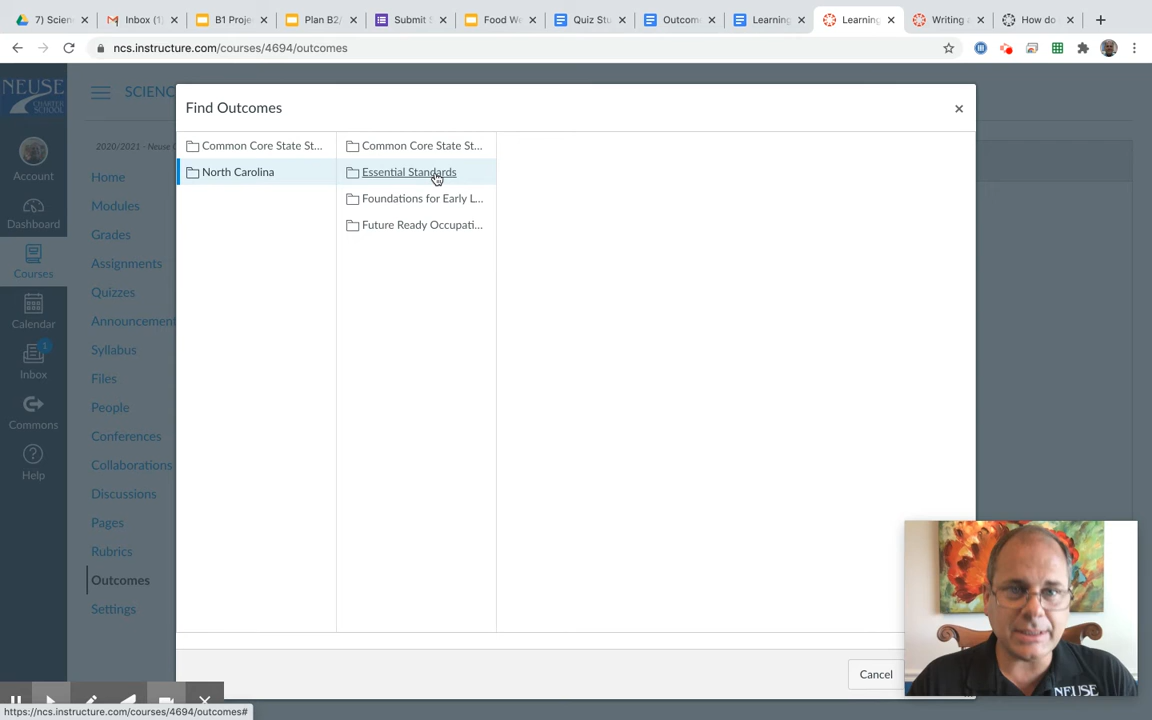 7) Scien
Inbox (1)
B1 Proje
Plan B2/
Submit
Food We
Quiz Stu
Outcom
Learning
Learning
Writing
How do
ncs.instructure.com/courses/4694/outcomes
NEUSE
CHARTER
SCHOOL
SCIENC
Find Outcomes
Common Core State St...
Common Core State St...
2020/2021 - Neuse
North Carolina
Essential Standards
Account
Home
Foundations for Early L...
Modules
Dashboard
Future Ready Occupati...
Grades
Assignments
Courses
Quizzes
Calendar
Announcement
1
Syllabus
Inbox
Files
People
Commons
Conferences
Collaborations
Help
Discussions
Pages
Rubrics
Outcomes
Settings
Cancel
NEUSE
https://ncs.instructure.com/courses/4694/outcomes#